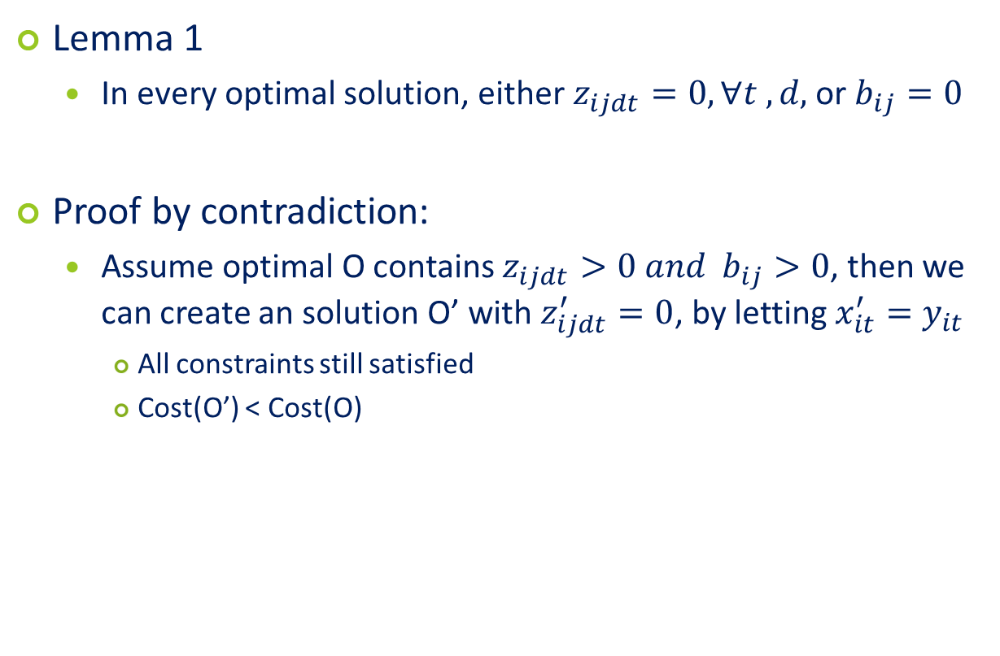 Lemma 1
In every optimal solution, either $z_{ijdt} = 0, \forall t, d$, or $b_{ij} = 0$
Proof by contradiction:
Assume optimal O contains $z_{ijdt} > 0 \; and \; b_{ij} > 0$, then we
can create an solution O’ with $z'_{ijdt} = 0$, by letting $x'_{it} = y_{it}$
All constraints still satisfied
Cost(O’) < Cost(O)